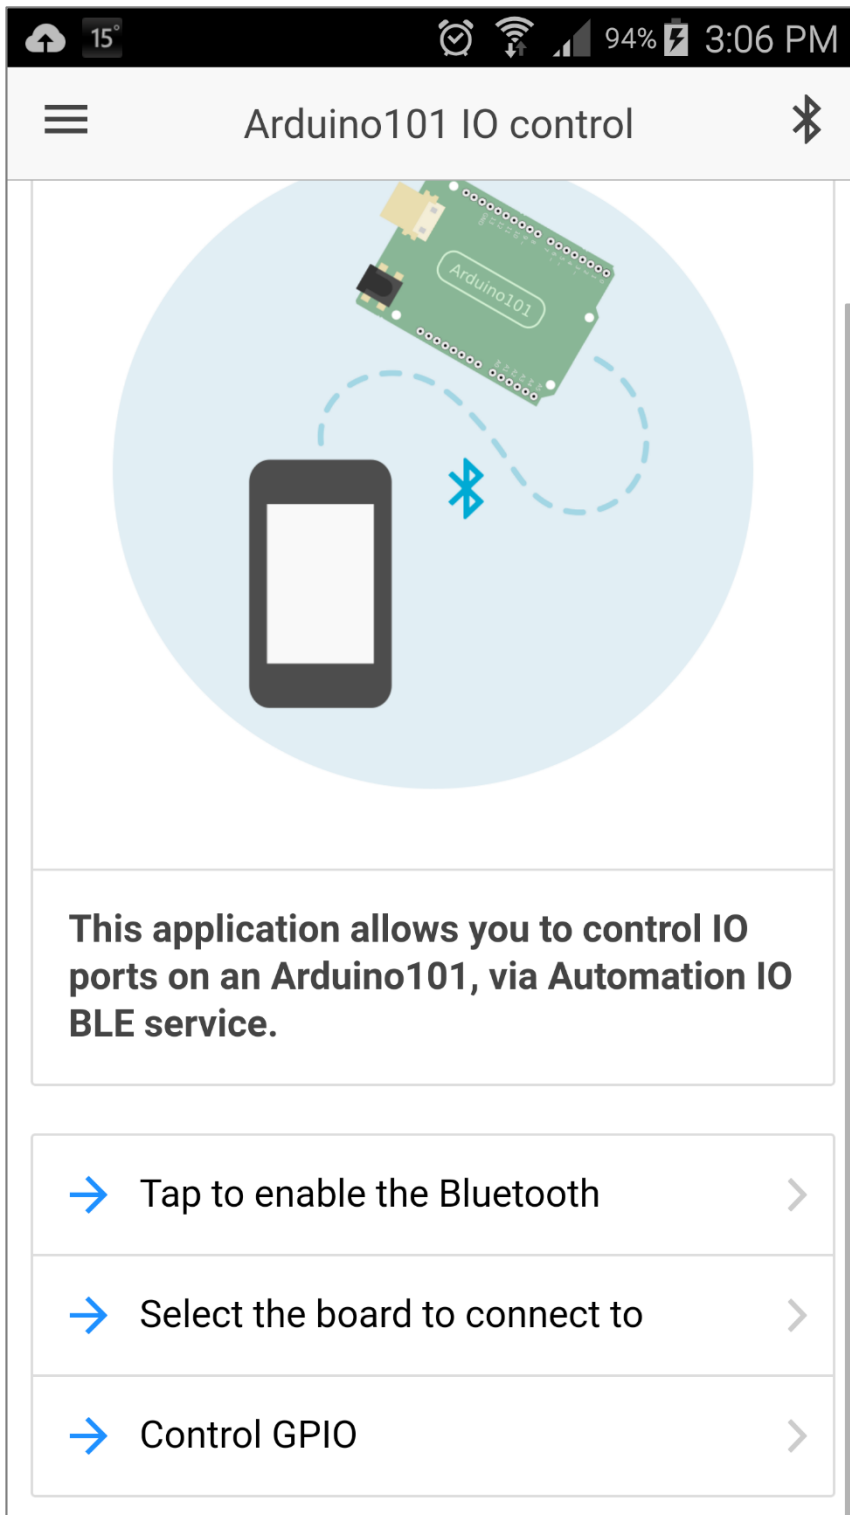 15° 94% 3:06 PM
Arduino101 IO control
Arduino101
This application allows you to control IO
ports on an Arduino101, via Automation IO
BLE service.
Tap to enable the Bluetooth
Select the board to connect to
Control GPIO